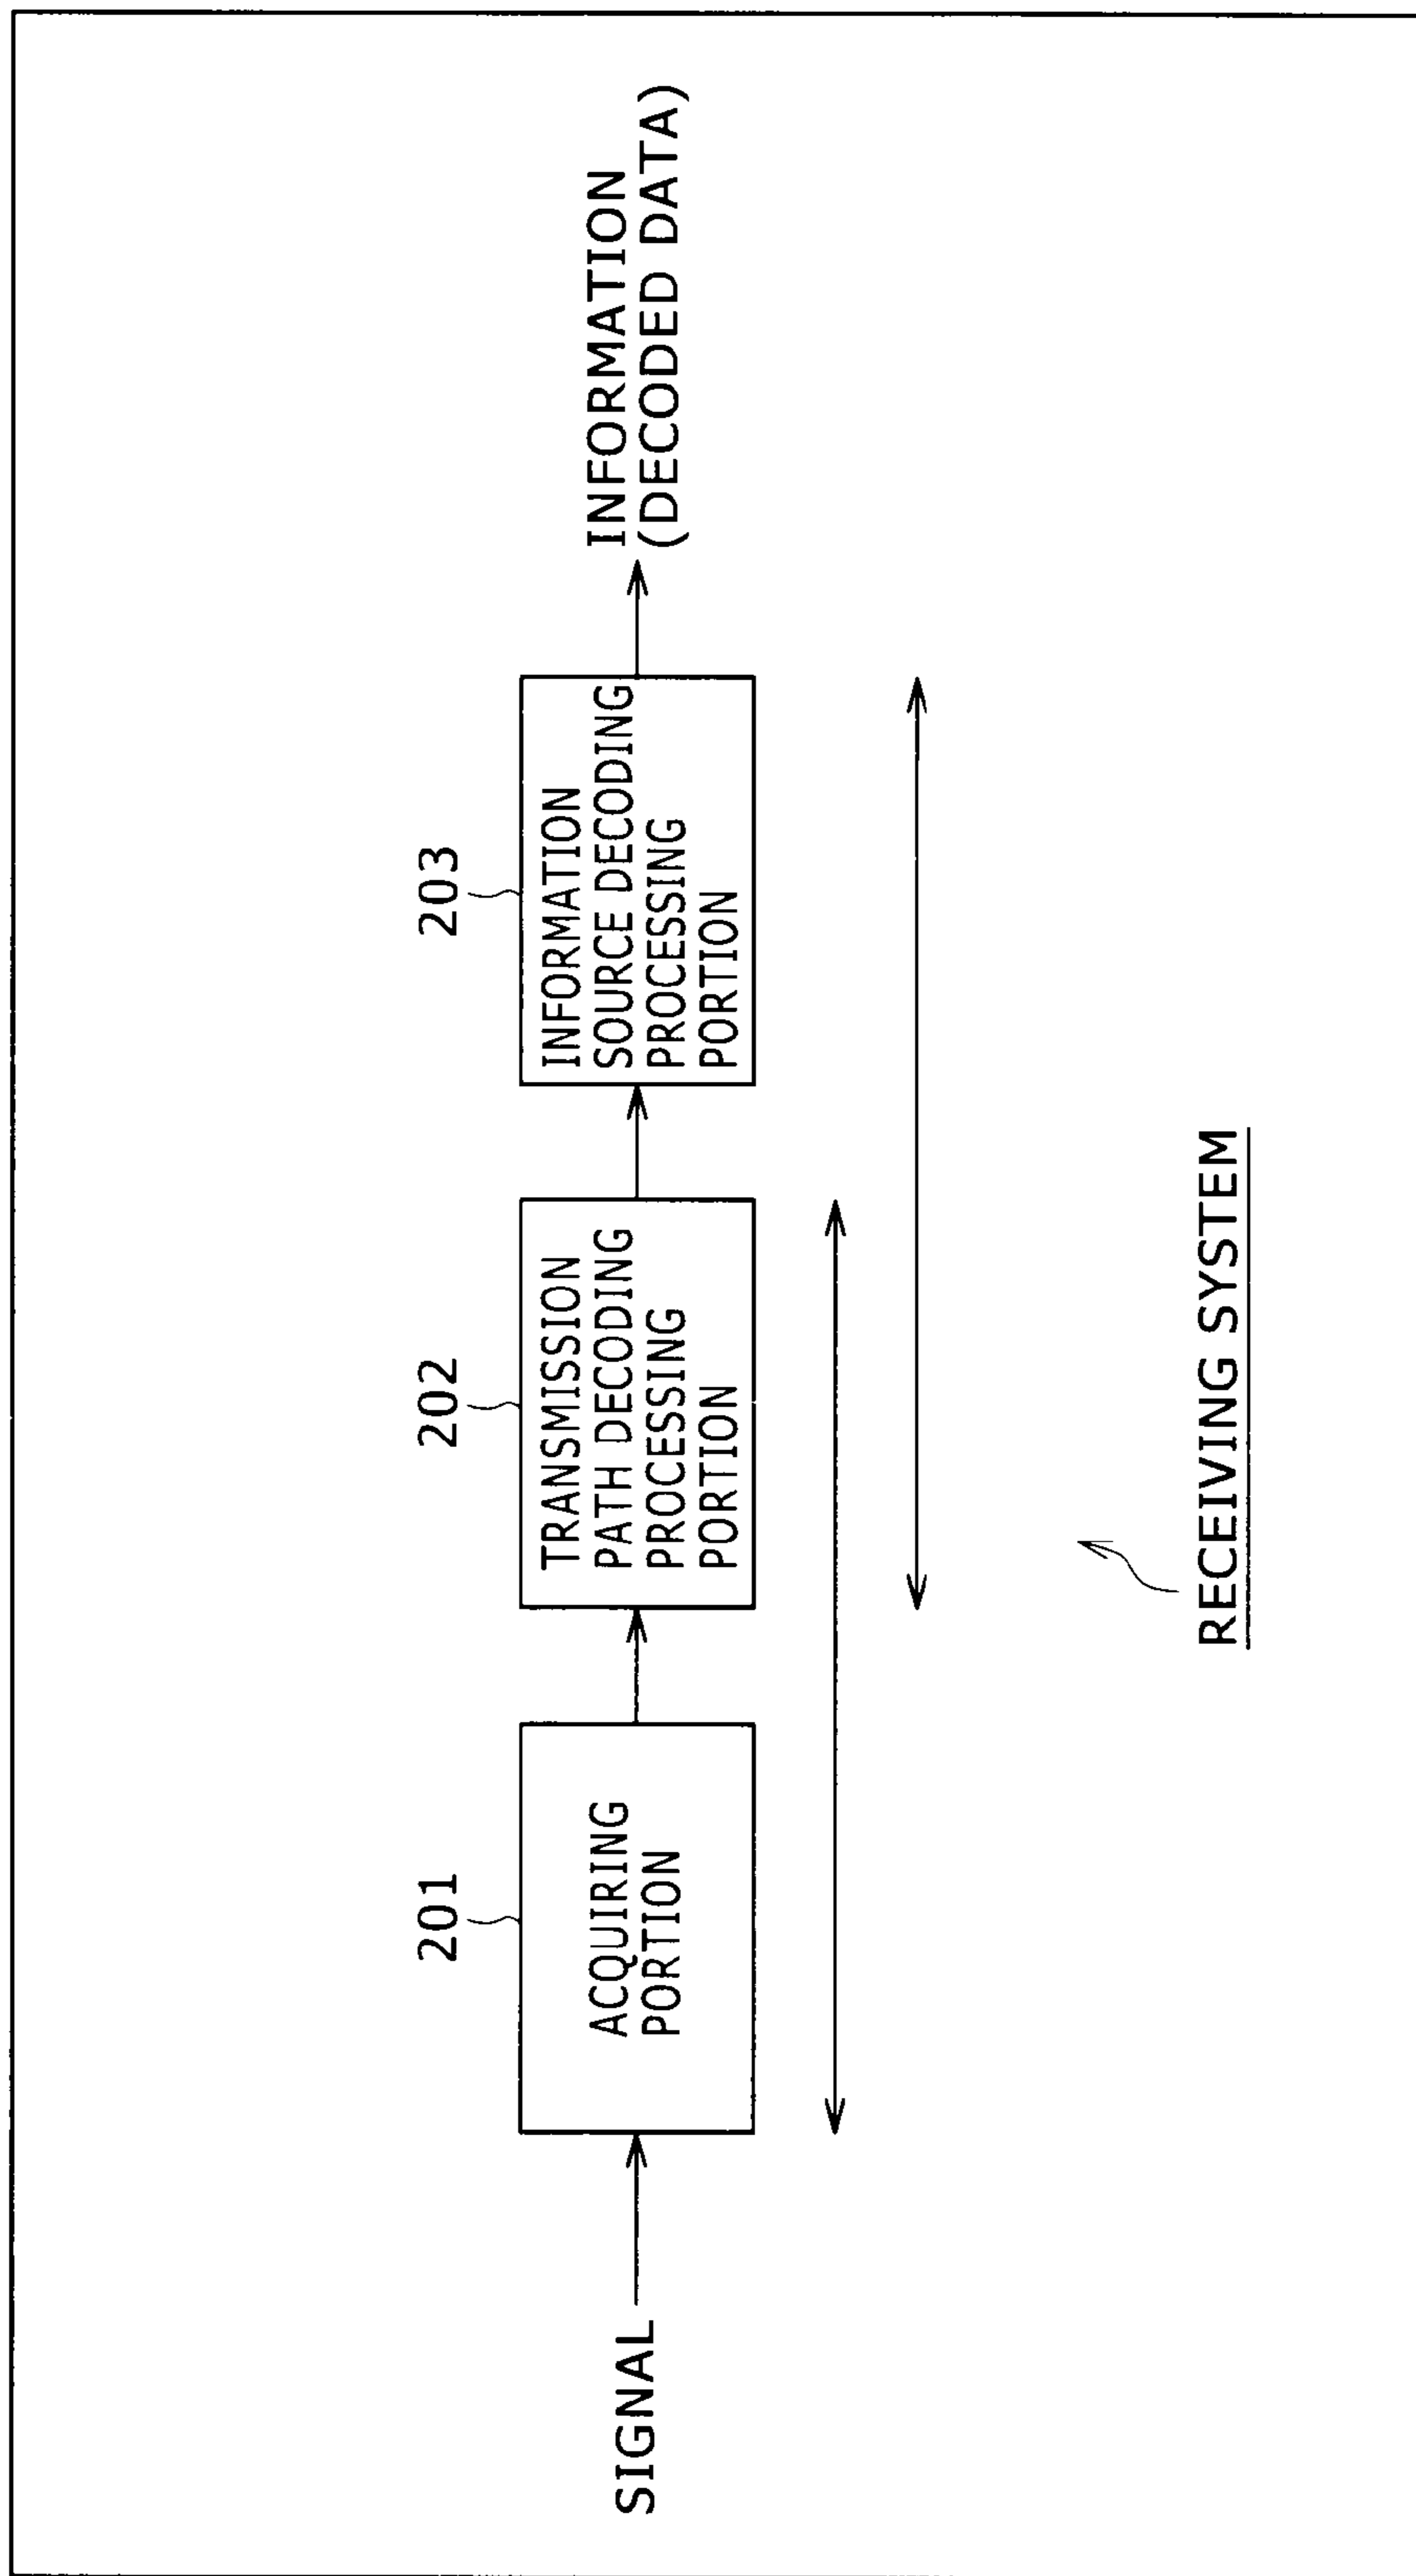 201
202
203
SIGNAL
ACQUIRING
PORTION
TRANSMISSION
PATH DECODING
PROCESSING
PORTION
INFORMATION
SOURCE DECODING
PROCESSING
PORTION
INFORMATION
(DECODED DATA)
RECEIVING SYSTEM